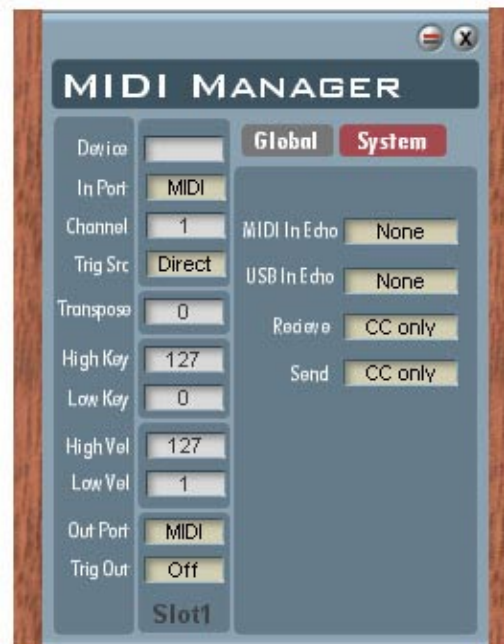 X
MIDI MANAGER
Global System
Device
In Port MIDI
Channel 1
Trig Src Direct
Transpose 0
High Key 127
Low Key 0
High Vel 127
Low Vel 1
Out Port MIDI
Trig Out Off
Slot1
MIDI In Echo None
USB In Echo None
Recieve CC only
Send CC only